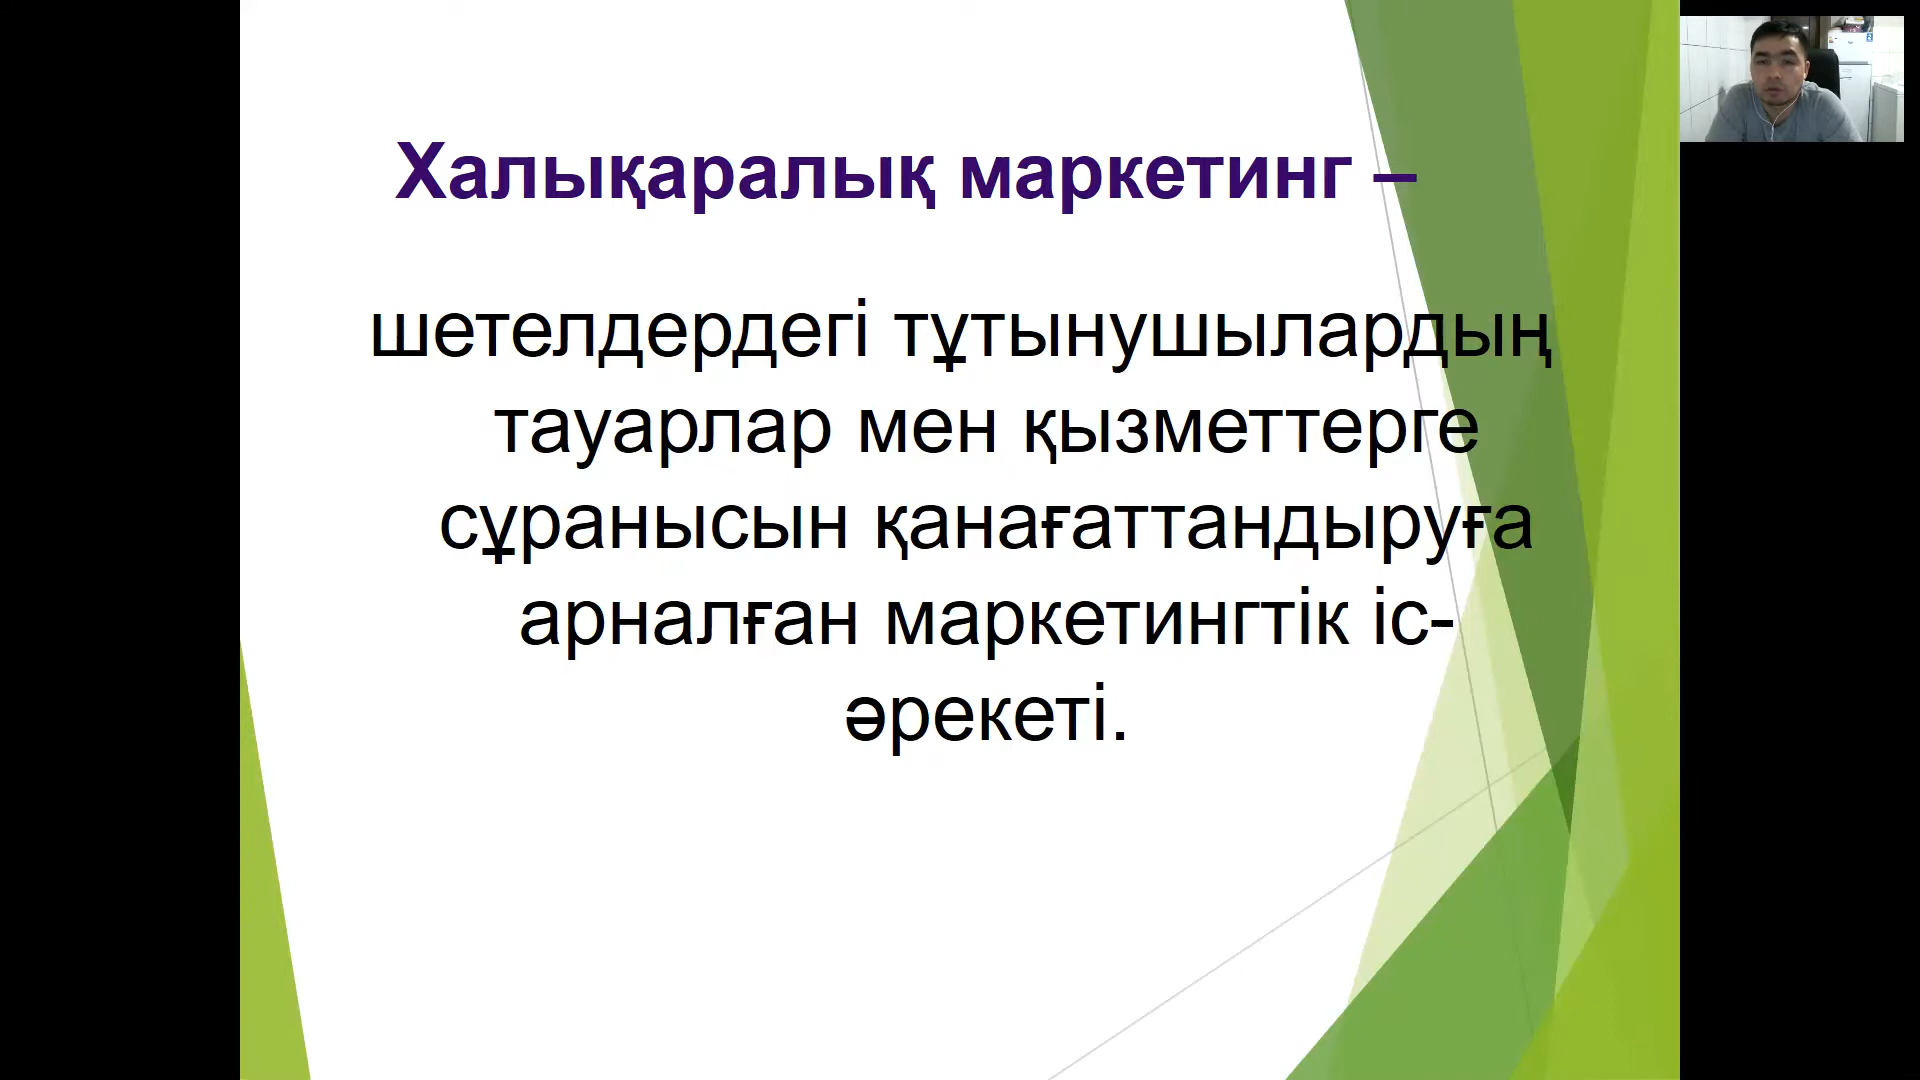 Халықаралық маркетинг –
шетелдердегі тұтынушылардың
тауарлар мен қызметтерге
сұранысын қанағаттандыруға
арналған маркетингтік іс-
әрекеті.